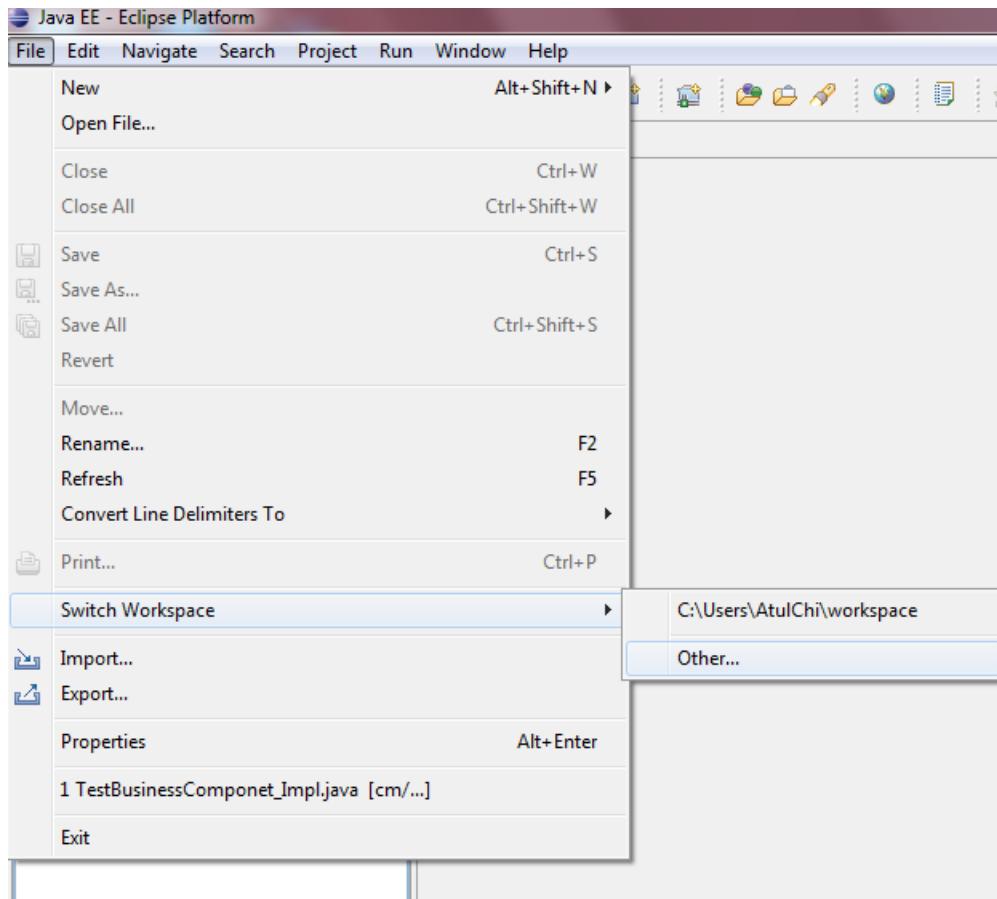 Java EE - Eclipse Platform
File Edit Navigate Search Project Run Window Help
New Alt+Shift+N
Open File...
Close Ctrl+W
Close All Ctrl+Shift+W
Save Ctrl+S
Save As...
Save All Ctrl+Shift+S
Revert
Move...
Rename... F2
Refresh F5
Convert Line Delimiters To
Print... Ctrl+P
Switch Workspace C:\Users\AtulChi\workspace
Import... Other...
Export...
Properties Alt+Enter
1 TestBusinessComponet_Impl.java [cm/...]
Exit